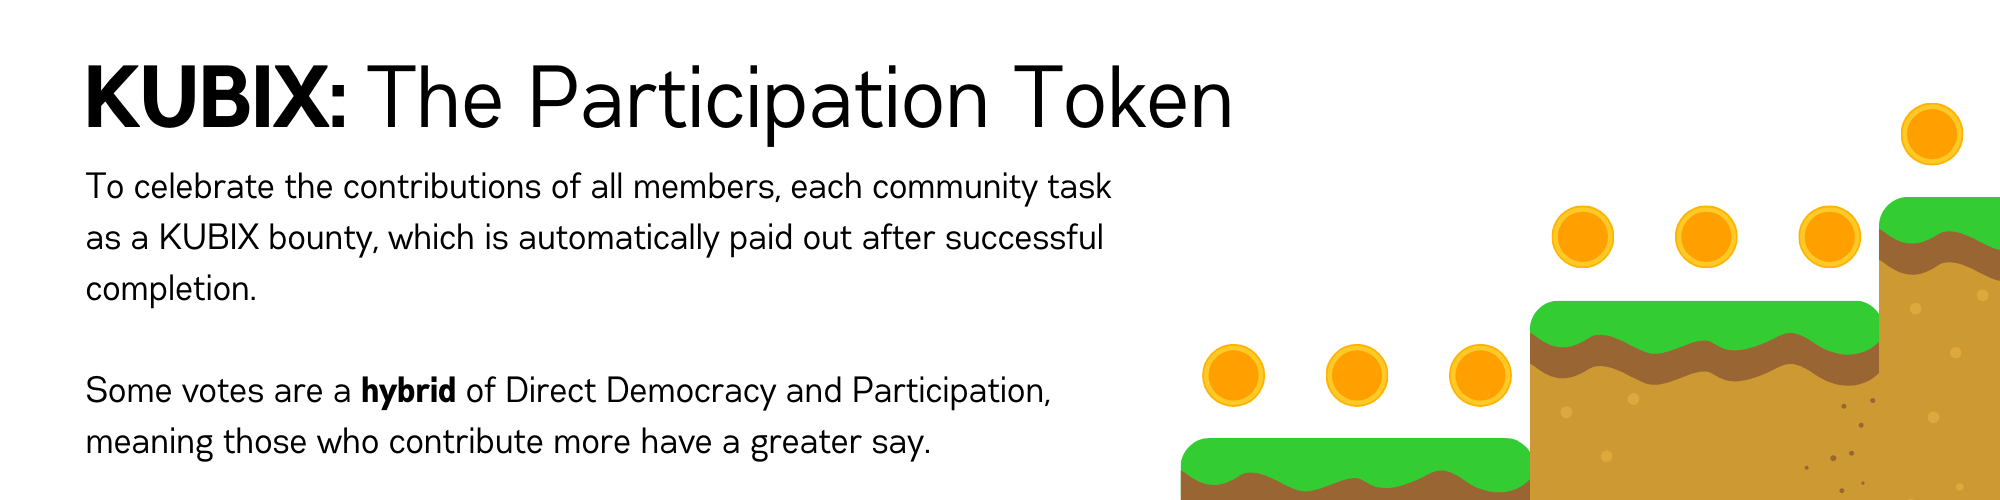 KUBIX: The Participation Token
To celebrate the contributions of all members, each community task
as a KUBIX bounty, which is automatically paid out after successful
completion.
Some votes are a hybrid of Direct Democracy and Participation,
meaning those who contribute more have a greater say.